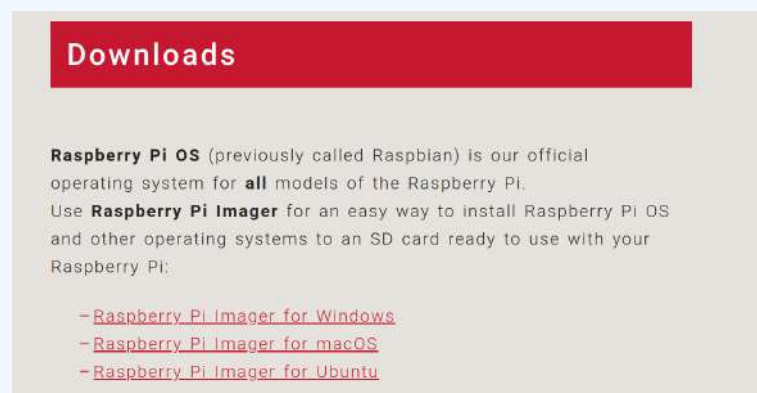 Downloads
Raspberry Pi OS (previously called Raspbian) is our official
operating system for all models of the Raspberry Pi.
Use Raspberry Pi Imager for an easy way to install Raspberry Pi OS
and other operating systems to an SD card ready to use with your
Raspberry Pi:
– Raspberry Pi Imager for Windows
– Raspberry Pi Imager for macOS
– Raspberry Pi Imager for Ubuntu